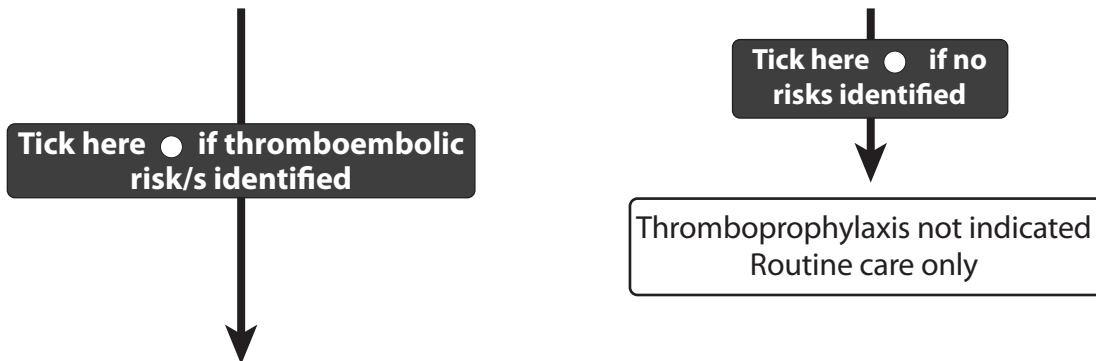 Tick here if thromboembolic
risk/s identified
Tick here if no
risks identified
Thromboprophylaxis not indicated
Routine care only